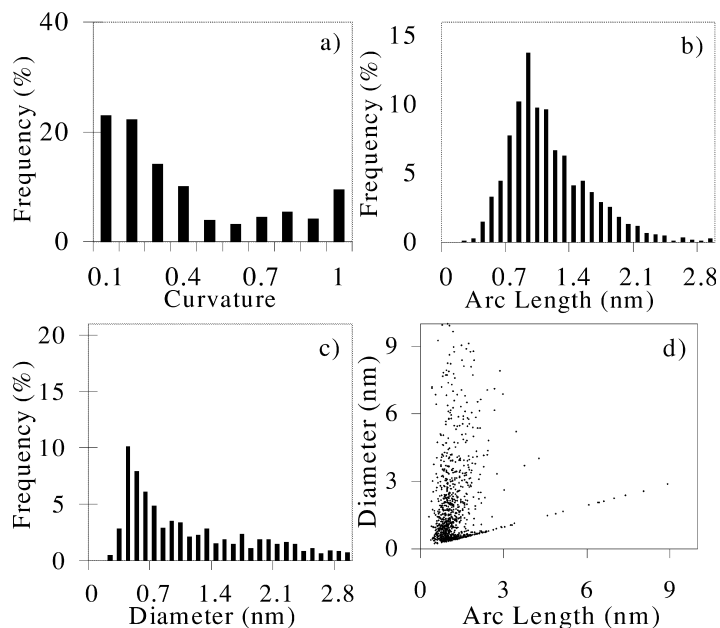 40
20
0
Frequency (%)
a)
0.1 0.4 0.7 1
Curvature
15
10
5
0
Frequency (%)
b)
0 0.7 1.4 2.1 2.8
Arc Length (nm)
20
15
10
5
0
Frequency (%)
c)
0 0.7 1.4 2.1 2.8
Diameter (nm)
9
6
3
0
Diameter (nm)
d)
0 3 6 9
Arc Length (nm)